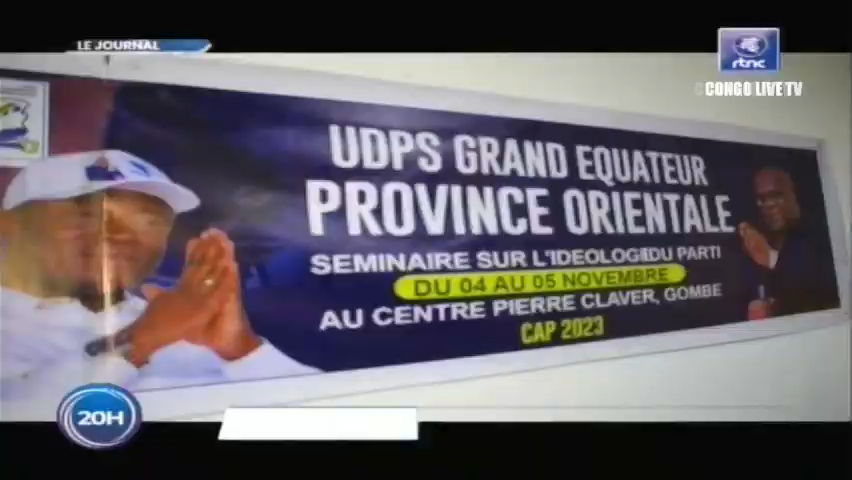 LE JOURNAL
rtnc
CONGO LIVE TV
UDPS GRAND EQUATEUR
PROVINCE ORIENTALE
SEMINAIRE SUR L'IDEOLOGIEDU PARTI
DU 04 AU 05 NOVEMBRE
AU CENTRE PIERRE CLAVER, GOMBE
CAP 2023
20H